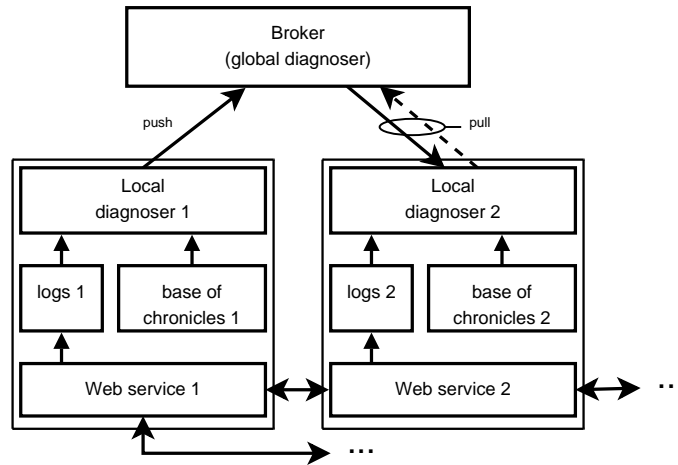 Broker
(global diagnoser)
push
pull
Local
diagnoser 1
Local
diagnoser 2
logs 1
base of
chronicles 1
logs 2
base of
chronicles 2
Web service 1
Web service 2
..
...